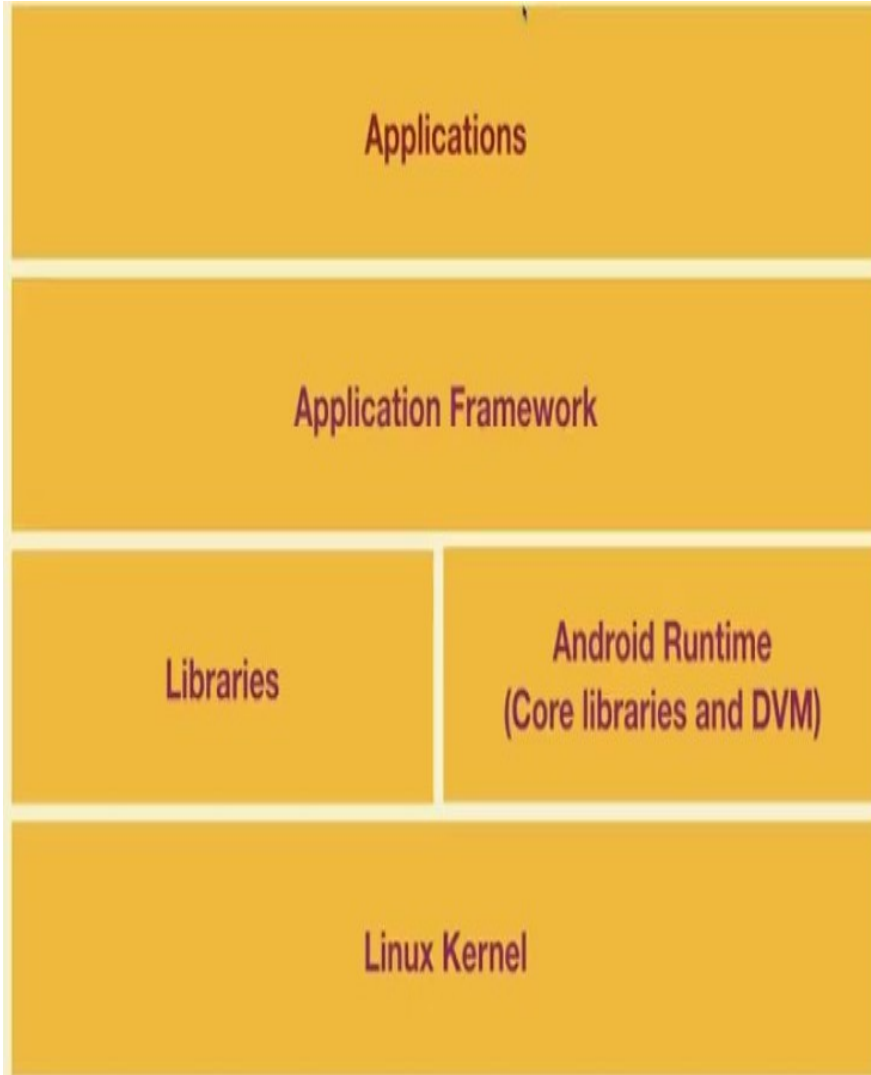 Applications
Application Framework
Libraries
Android Runtime
(Core libraries and DVM)
Linux Kernel